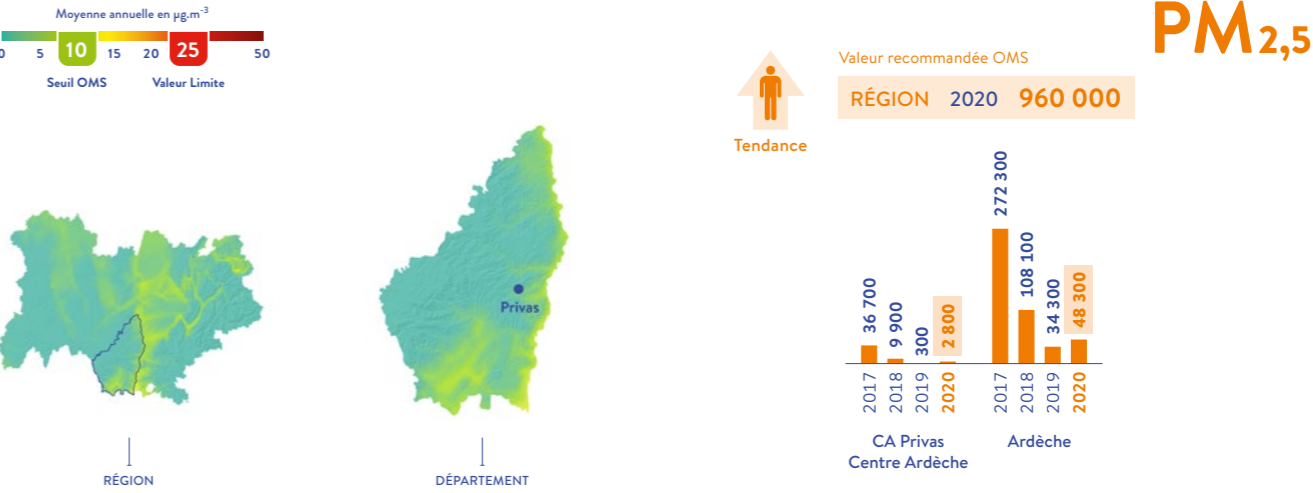 Moyenne annuelle en µg.m-3
0 5 10 15 20 25 50
Seuil OMS Valeur Limite
PM2,5
Valeur recommandée OMS
RÉGION 2020 960 000
Tendance
Privas
RÉGION
DÉPARTEMENT
36 700
9 900
300
2 800
272 300
108 100
34 300
48 300
2017 2018 2019 2020 2017 2018 2019 2020
CA Privas
Centre Ardèche
Ardèche